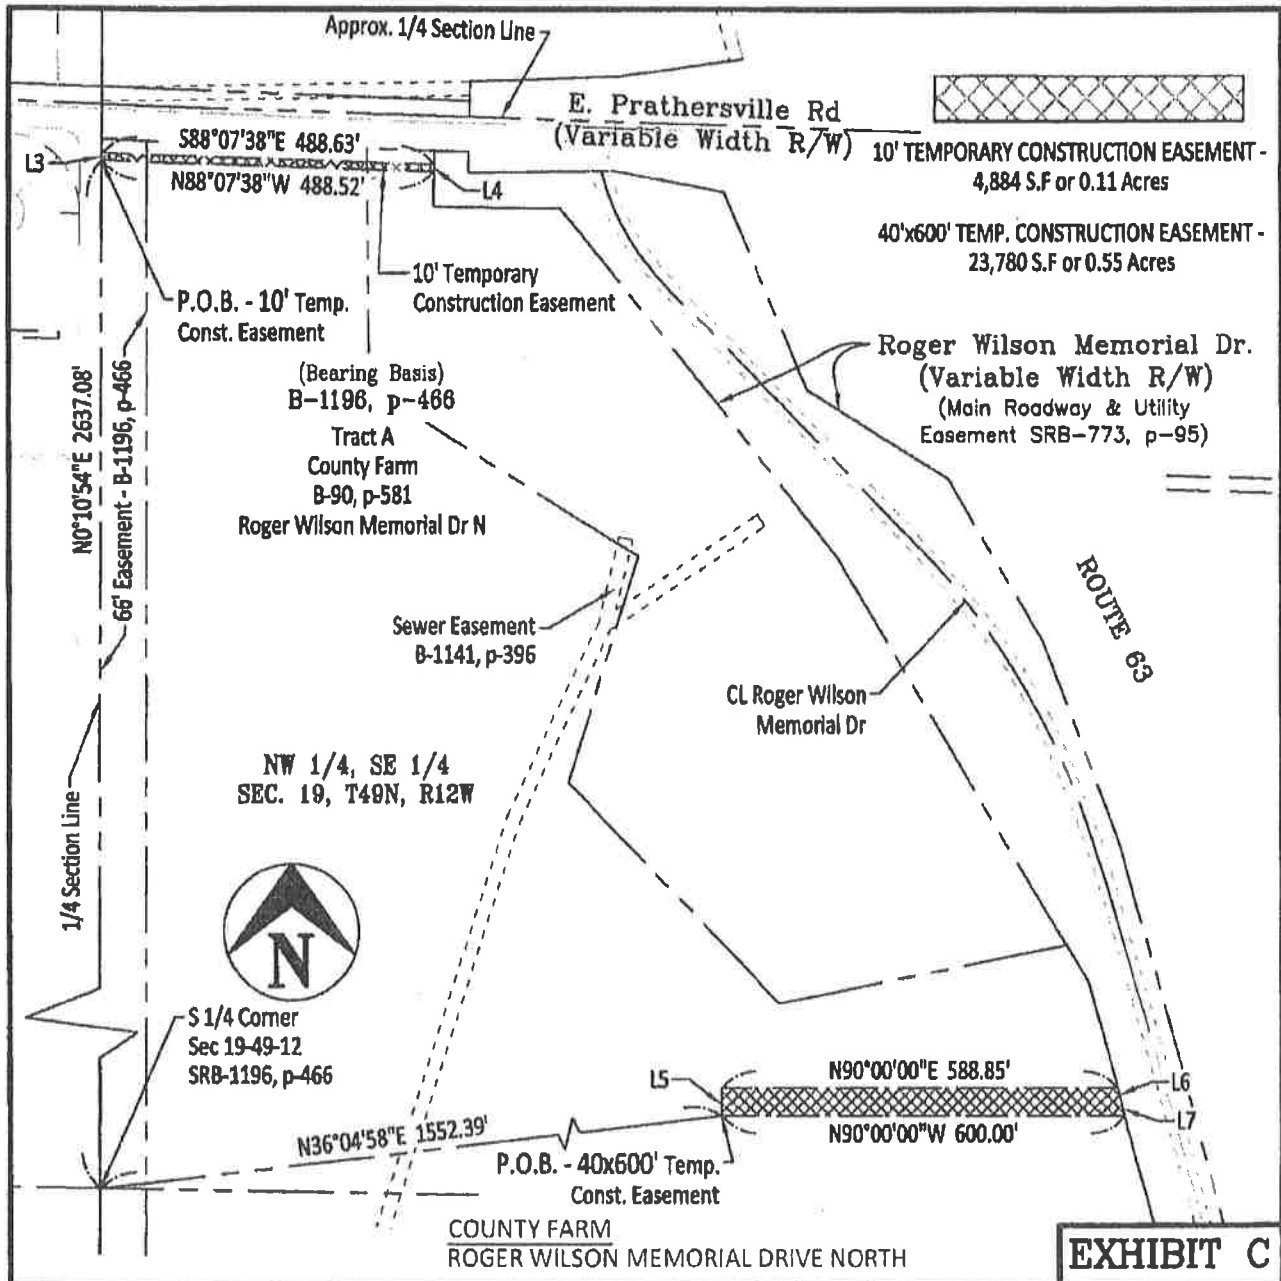 Approx. 1/4 Section Line
E. Prathersville Rd
(Variable Width R/W)
S88°07'38"E 488.63'
L3
N88°07'38"W 488.52'
L4
10' TEMPORARY CONSTRUCTION EASEMENT -
4,884 S.F or 0.11 Acres
40'x600' TEMP. CONSTRUCTION EASEMENT -
23,780 S.F or 0.55 Acres
10' Temporary
Construction Easement
P.O.B. - 10' Temp.
Const. Easement
Roger Wilson Memorial Dr.
(Variable Width R/W)
(Main Roadway & Utility
Easement SRB-773, p-95)
(Bearing Basis)
B-1196, p-466
Tract A
County Farm
B-90, p-581
Roger Wilson Memorial Dr N
N0°10'54"E 2637.08'
66' Easement - B-1196, p-466
ROUTE 63
Sewer Easement
B-1141, p-396
CL Roger Wilson
Memorial Dr
NW 1/4, SE 1/4
SEC. 19, T49N, R12W
1/4 Section Line
N
S 1/4 Corner
Sec 19-49-12
SRB-1196, p-466
N90°00'00"E 588.85'
L5
L6
L7
N90°00'00"W 600.00'
N36°04'58"E 1552.39'
P.O.B. - 40x600' Temp.
Const. Easement
COUNTY FARM
ROGER WILSON MEMORIAL DRIVE NORTH
EXHIBIT C